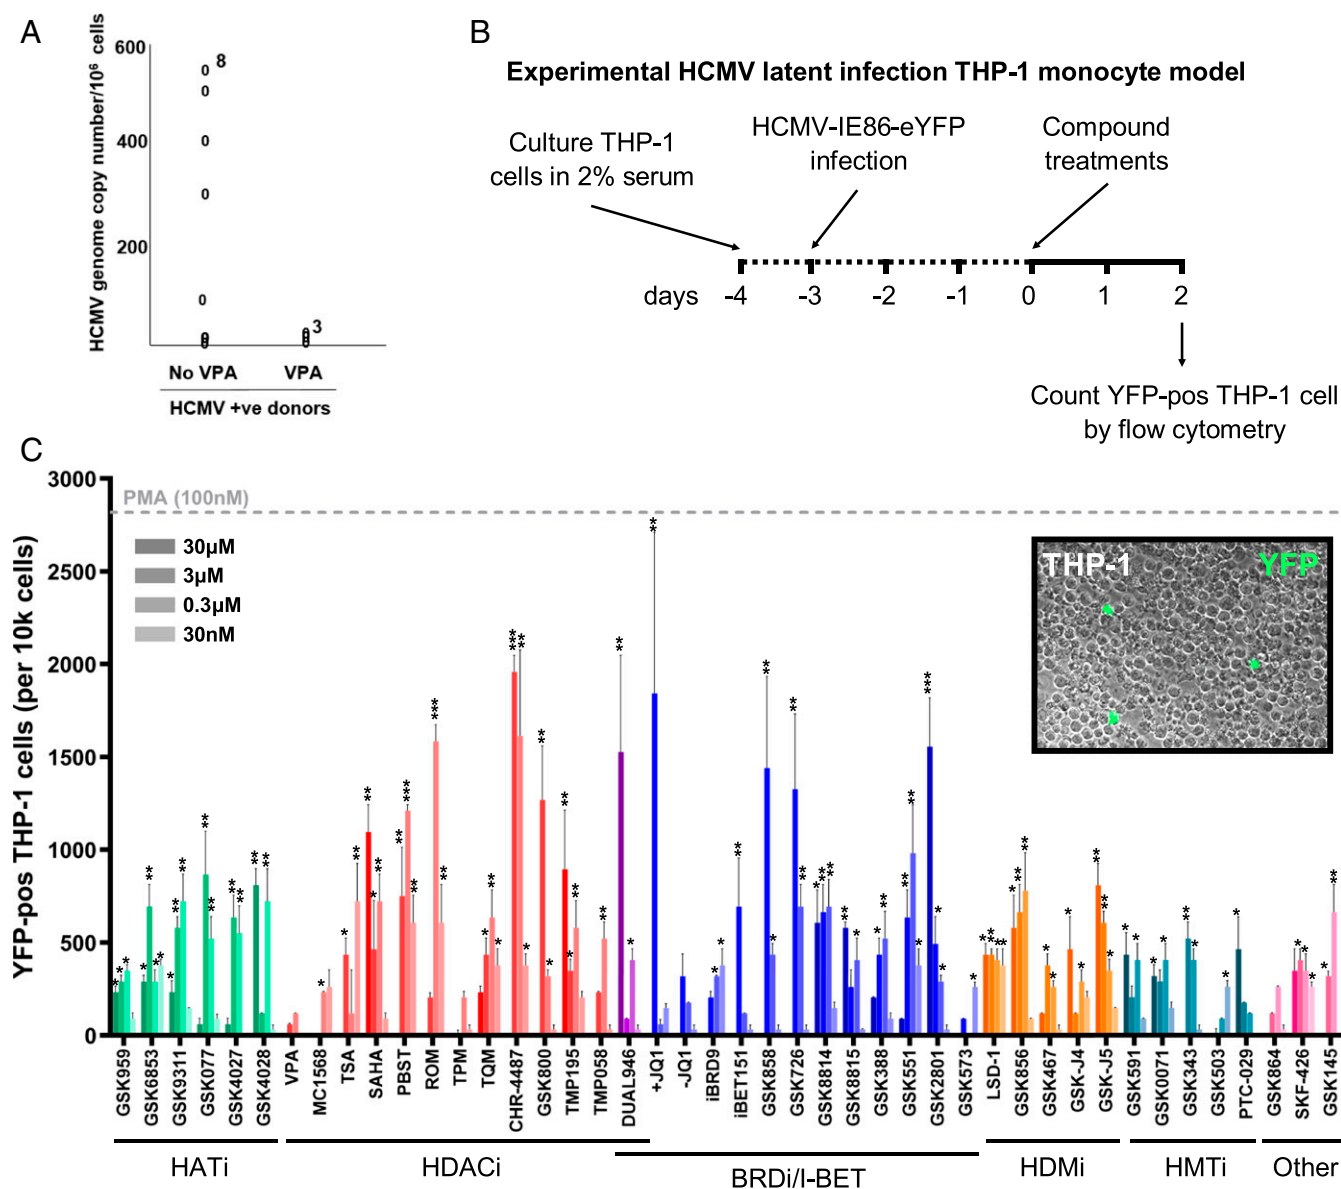 A
HCMV genome copy number/10⁶ cells
600
400
200
0 8
0
0
0
0
0
0
0
3
0
0
0
No VPA
VPA
HCMV +ve donors
B
Experimental HCMV latent infection THP-1 monocyte model
Culture THP-1
cells in 2% serum
HCMV-IE86-eYFP
infection
Compound
treatments
days -4 -3 -2 -1 0 1 2
Count YFP-pos THP-1 cell
by flow cytometry
C
YFP-pos THP-1 cells (per 10k cells)
3000
2500
2000
1500
1000
500
0
PMA (100nM)
30µM
3µM
0.3µM
30nM
THP-1
YFP
GSK959
GSK6853
GSK9311
GSK077
GSK4027
GSK4028
VPA
MC1568
TSA
SAHA
PBST
ROM
TPM
TQM
CHR-4487
GSK800
TMP195
TMP058
DUAL946
+JQ1
-JQ1
iBRD9
iBET151
GSK858
GSK726
GSK8814
GSK8815
GSK388
GSK551
GSK2801
GSK573
LSD-1
GSK856
GSK467
GSK-J4
GSK-J5
GSK591
GSK0071
GSK343
GSK503
PTC-029
GSK864
SKF-426
GSK145
HATi
HDACi
BRDi/I-BET
HDMi
HMTi
Other